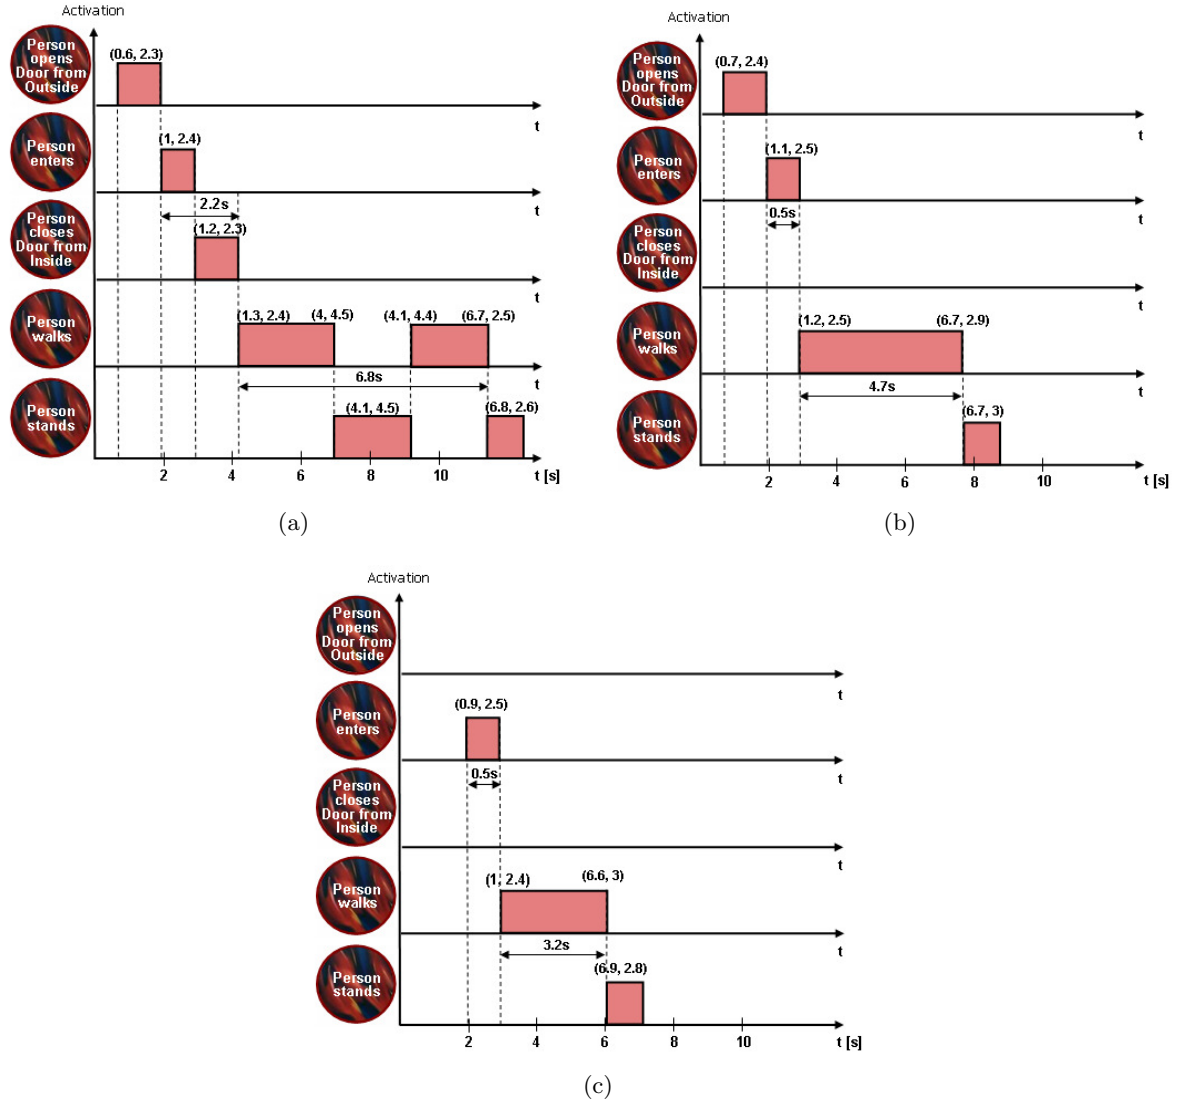 Activation
Person
opens
Door from
Outside
(0.6, 2.3)
t
Person
enters
(1, 2.4)
t
2.2s
Person
closes
Door from
Inside
(1.2, 2.3)
t
Person
walks
(1.3, 2.4) (4, 4.5) (4.1, 4.4) (6.7, 2.5)
t
6.8s
Person
stands
(4.1, 4.5) (6.8, 2.6)
2 4 6 8 10 t [s]
(a)
Activation
Person
opens
Door from
Outside
(0.7, 2.4)
t
Person
enters
(1.1, 2.5)
t
0.5s
Person
closes
Door from
Inside
t
Person
walks
(1.2, 2.5) (6.7, 2.9)
t
4.7s
Person
stands
(6.7, 3)
2 4 6 8 10 t [s]
(b)
Activation
Person
opens
Door from
Outside
t
Person
enters
(0.9, 2.5)
t
0.5s
Person
closes
Door from
Inside
t
Person
walks
(1, 2.4) (6.6, 3)
t
3.2s
Person
stands
(6.9, 2.8)
2 4 6 8 10 t [s]
(c)